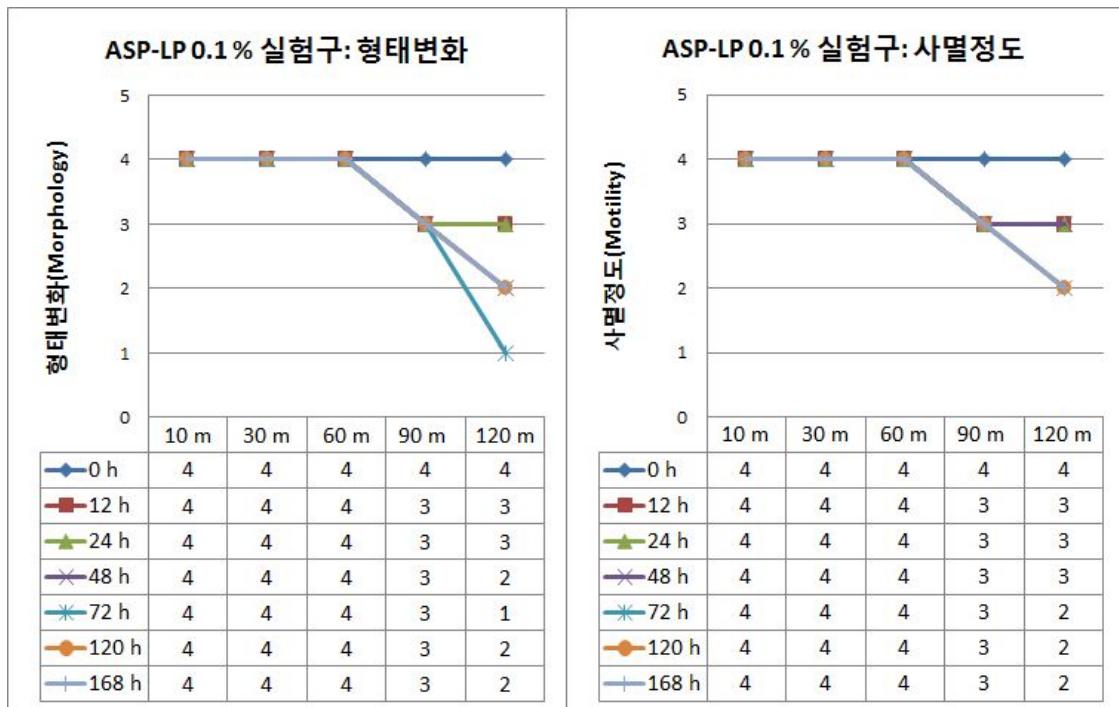 ASP-LP 0.1 % 실험구: 형태변화
형태변화(Morphology)
5
4
3
2
1
0
10 m 30 m 60 m 90 m 120 m
0 h 4 4 4 4 4
12 h 4 4 4 3 3
24 h 4 4 4 3 3
48 h 4 4 4 3 2
72 h 4 4 4 3 1
120 h 4 4 4 3 2
168 h 4 4 4 3 2
ASP-LP 0.1 % 실험구: 사멸정도
사멸정도(Motility)
5
4
3
2
1
0
10 m 30 m 60 m 90 m 120 m
0 h 4 4 4 4 4
12 h 4 4 4 3 3
24 h 4 4 4 3 3
48 h 4 4 4 3 3
72 h 4 4 4 3 2
120 h 4 4 4 3 2
168 h 4 4 4 3 2